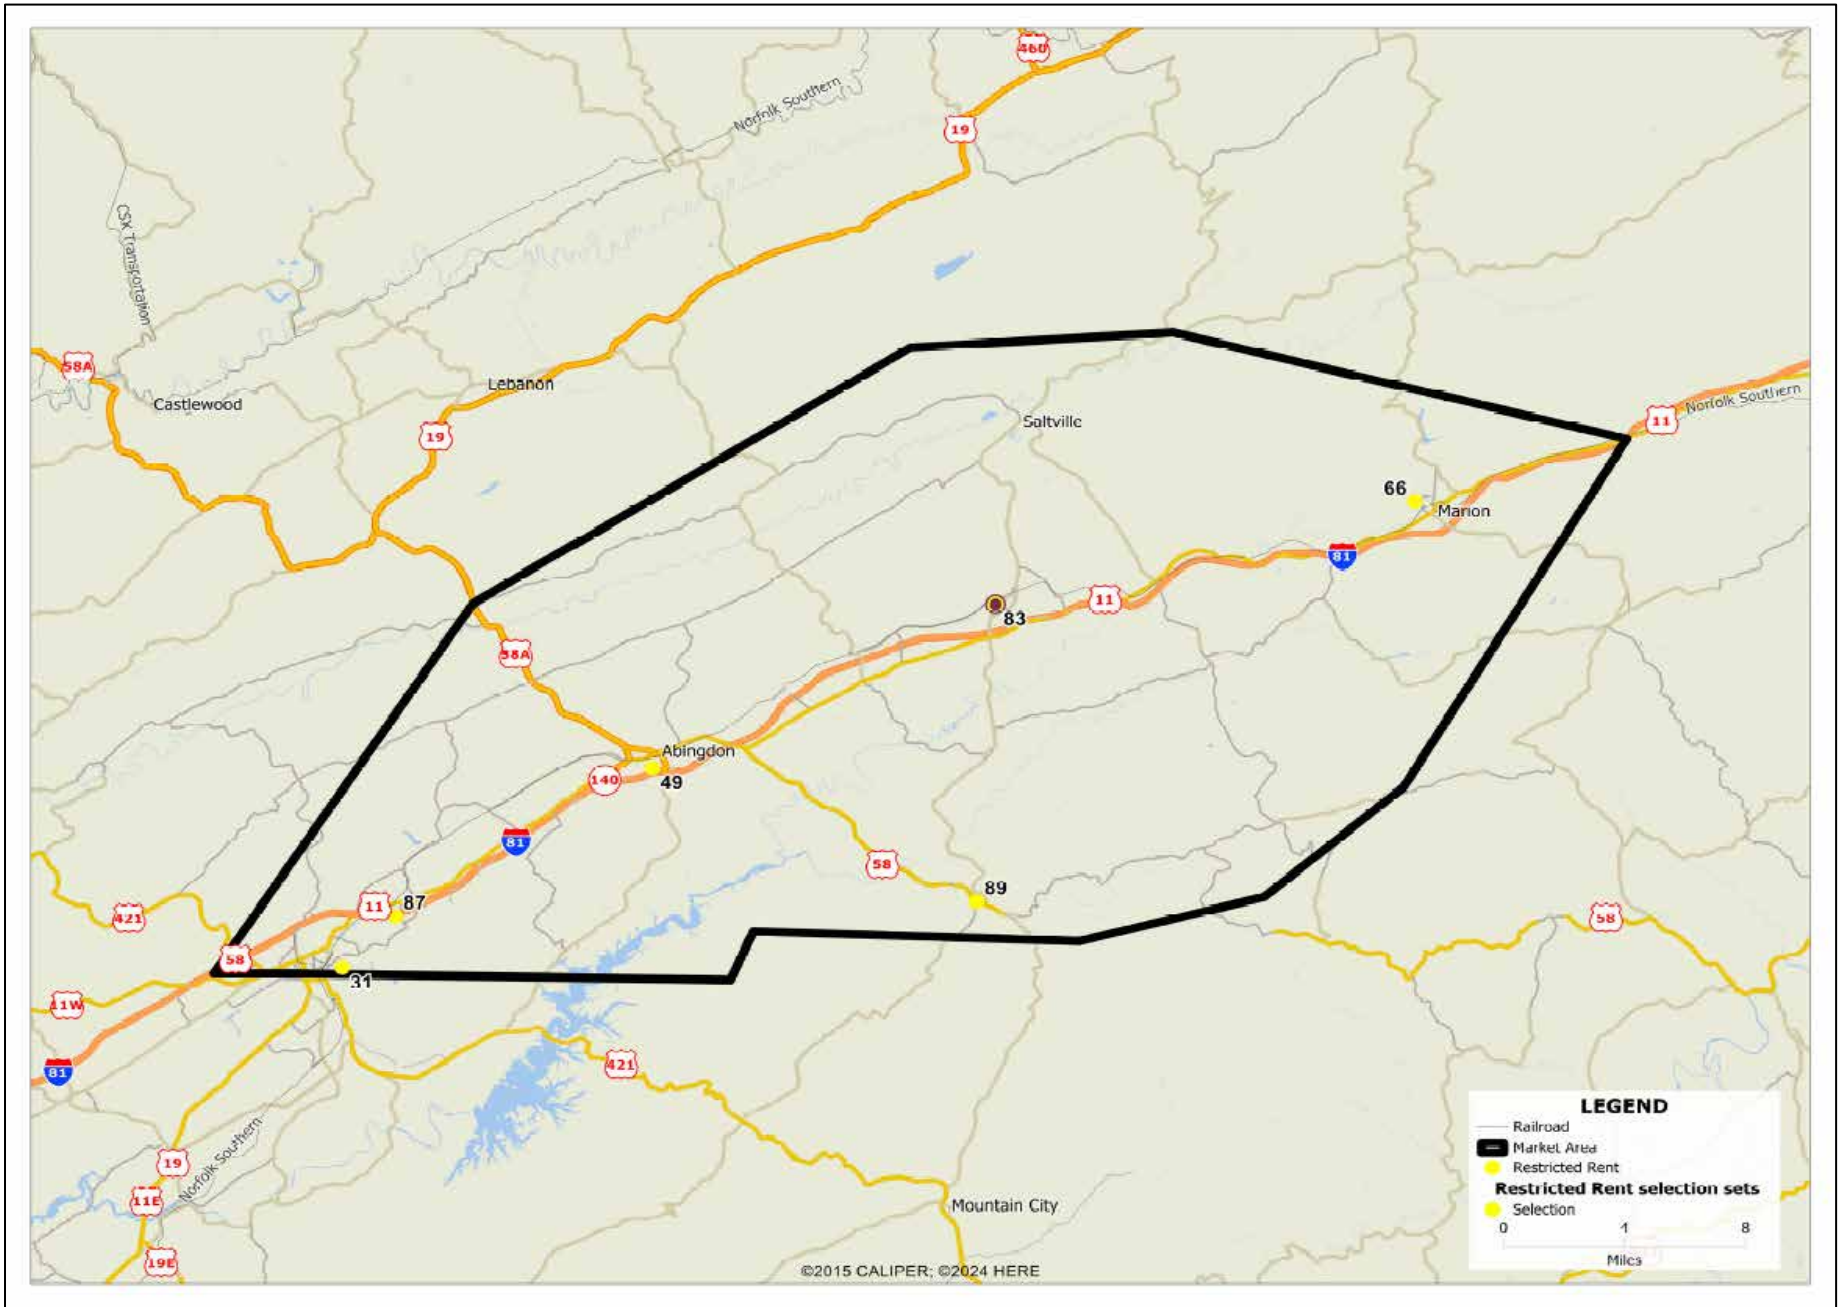 460
Norfolk Southern
19
CSX Transportation
58A
Lebanon
Castlewood
19
Saltville
11
Norfolk Southern
66
Marion
81
11
83
58A
Abingdon
140
49
81
58
89
11
87
421
58
58
31
11W
81
421
LEGEND
Railroad
Market Area
Restricted Rent
Restricted Rent selection sets
Selection
0 4 8
Miles
19
Norfolk Southern
11E
19E
Mountain City
©2015 CALIPER; ©2024 HERE